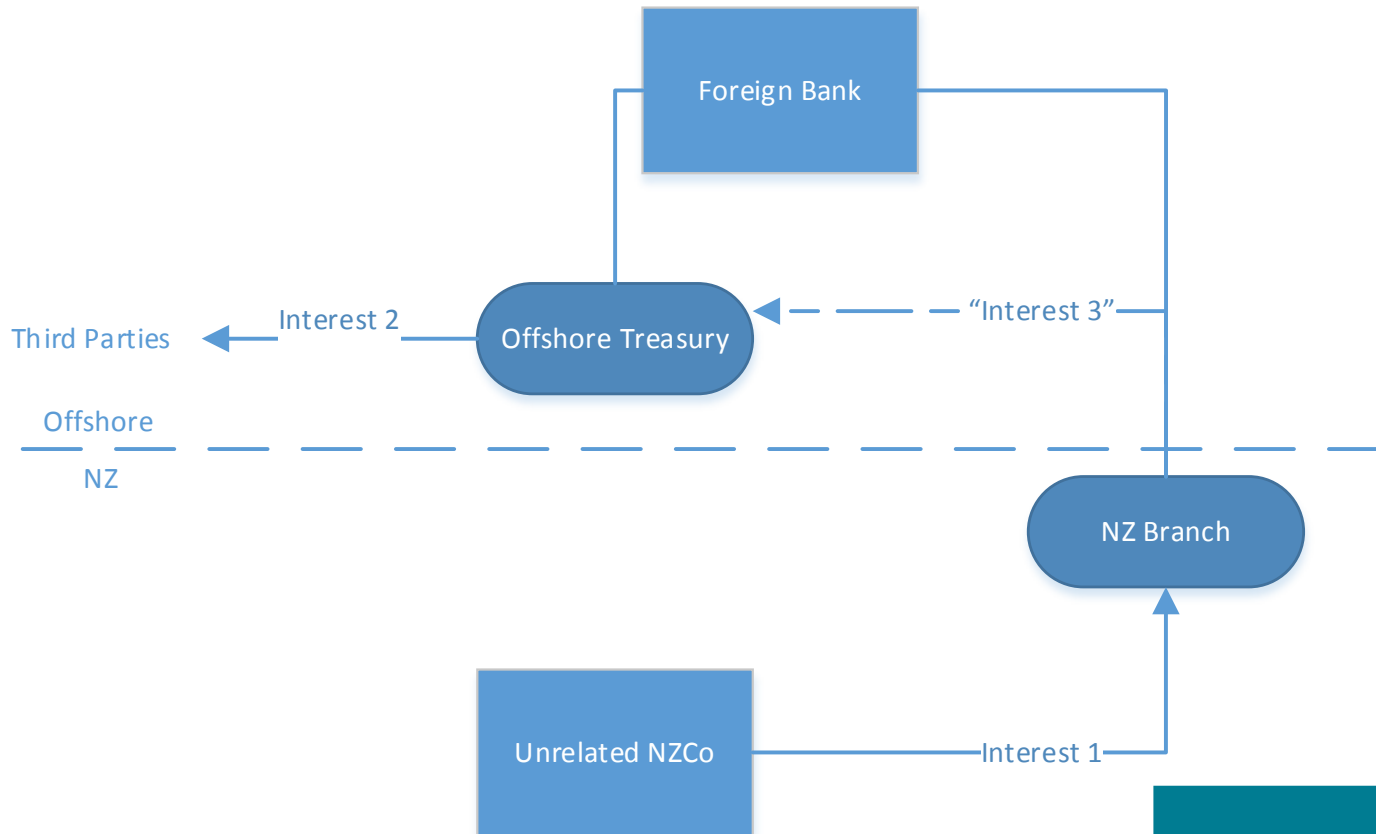 Foreign Bank
“Interest 3”
Interest 2
Third Parties
Offshore Treasury
Offshore
NZ
NZ Branch
Unrelated NZCo
Interest 1